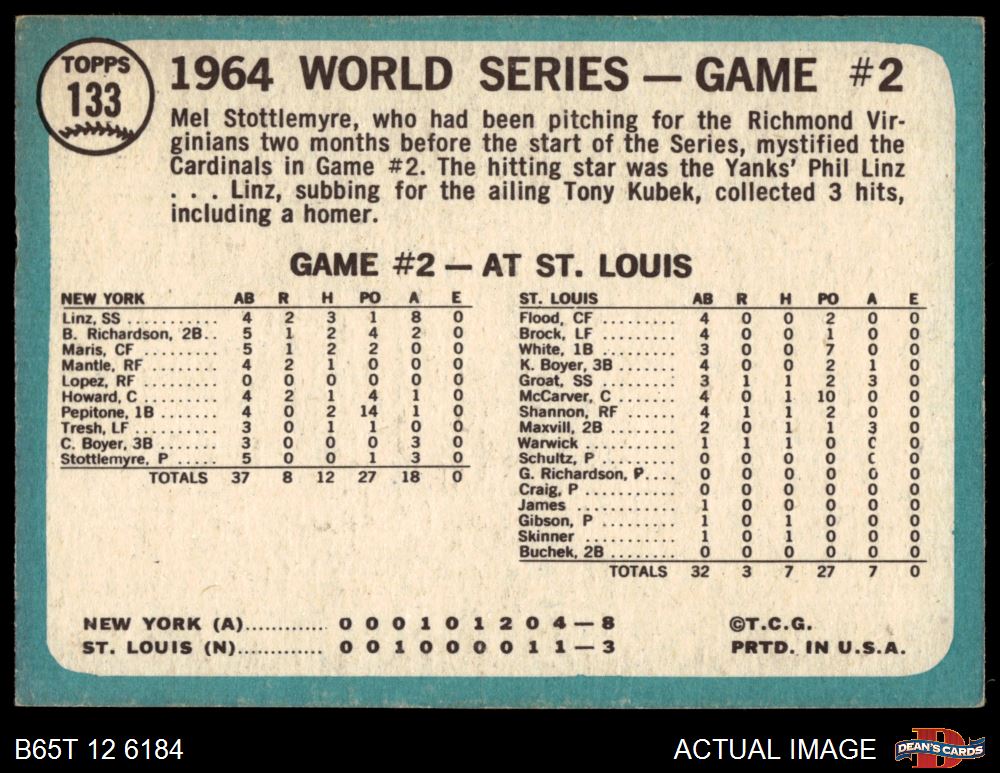 TOPPS
133
1964 WORLD SERIES — GAME #2
Mel Stottlemyre, who had been pitching for the Richmond Vir-
ginians two months before the start of the Series, mystified the
Cardinals in Game #2. The hitting star was the Yanks' Phil Linz
. . . Linz, subbing for the ailing Tony Kubek, collected 3 hits,
including a homer.
GAME #2 — AT ST. LOUIS
NEW YORK AB R H PO A E
Linz, SS ........... 4 2 3 1 8 0
B. Richardson, 2B.. 5 1 2 4 2 0
Maris, CF ......... 5 1 2 2 0 0
Mantle, RF ........ 4 2 1 0 0 0
Lopez, RF ......... 0 0 0 0 0 0
Howard, C ........ 4 2 1 4 1 0
Pepitone, 1B ....... 4 0 2 14 1 0
Tresh, LF ......... 3 0 1 1 0 0
C. Boyer, 3B ....... 3 0 0 0 3 0
Stottlemyre, P ..... 5 0 0 1 3 0
TOTALS 37 8 12 27 18 0
ST. LOUIS AB R H PO A E
Flood, CF ......... 4 0 0 2 0 0
Brock, LF ......... 4 0 0 1 0 0
White, 1B ......... 3 0 0 7 0 0
K. Boyer, 3B ....... 4 0 0 2 1 0
Groat, SS ......... 3 1 1 2 3 0
McCarver, C ....... 4 0 1 10 0 0
Shannon, RF ....... 4 1 1 2 0 0
Maxvill, 2B ........ 2 0 1 1 3 0
Warwick .......... 1 1 1 0 0 0
Schultz, P ......... 0 0 0 0 0 0
G. Richardson, P.... 0 0 0 0 0 0
Craig, P ........... 0 0 0 0 0 0
James ............ 1 0 0 0 0 0
Gibson, P ......... 1 0 1 0 0 0
Skinner ........... 1 0 1 0 0 0
Buchek, 2B ........ 0 0 0 0 0 0
TOTALS 32 3 7 27 7 0
NEW YORK (A)............ 0 0 0 1 0 1 2 0 4 — 8
ST. LOUIS (N)............. 0 0 1 0 0 0 0 1 1 — 3
©T.C.G.
PRTD. IN U.S.A.
B65T 12 6184
ACTUAL IMAGE
DEAN'S CARDS